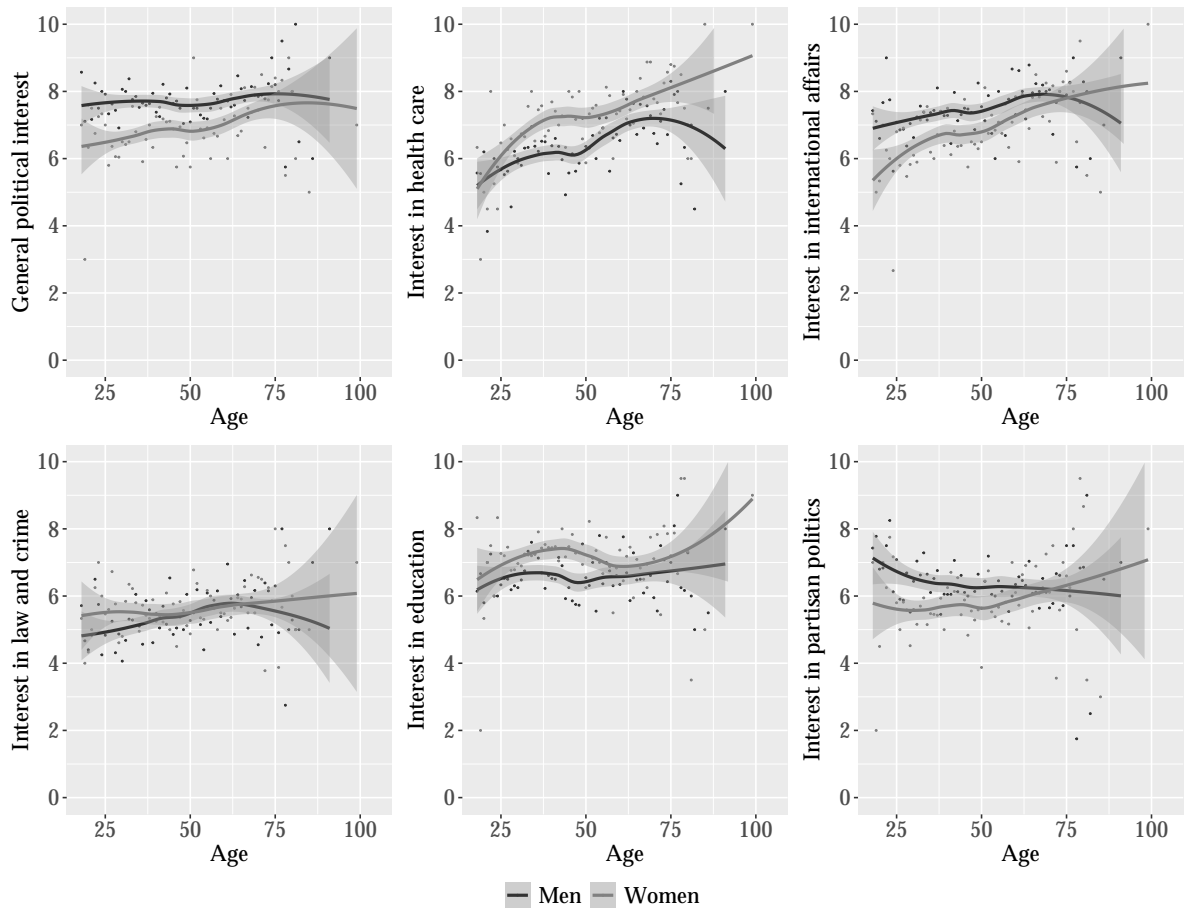 General political interest
10
8
6
4
2
0
25 50 75 100
Age
Interest in health care
10
8
6
4
2
0
25 50 75 100
Age
Interest in international affairs
10
8
6
4
2
0
25 50 75 100
Age
Interest in law and crime
10
8
6
4
2
0
25 50 75 100
Age
Interest in education
10
8
6
4
2
0
25 50 75 100
Age
Interest in partisan politics
10
8
6
4
2
0
25 50 75 100
Age
Men Women